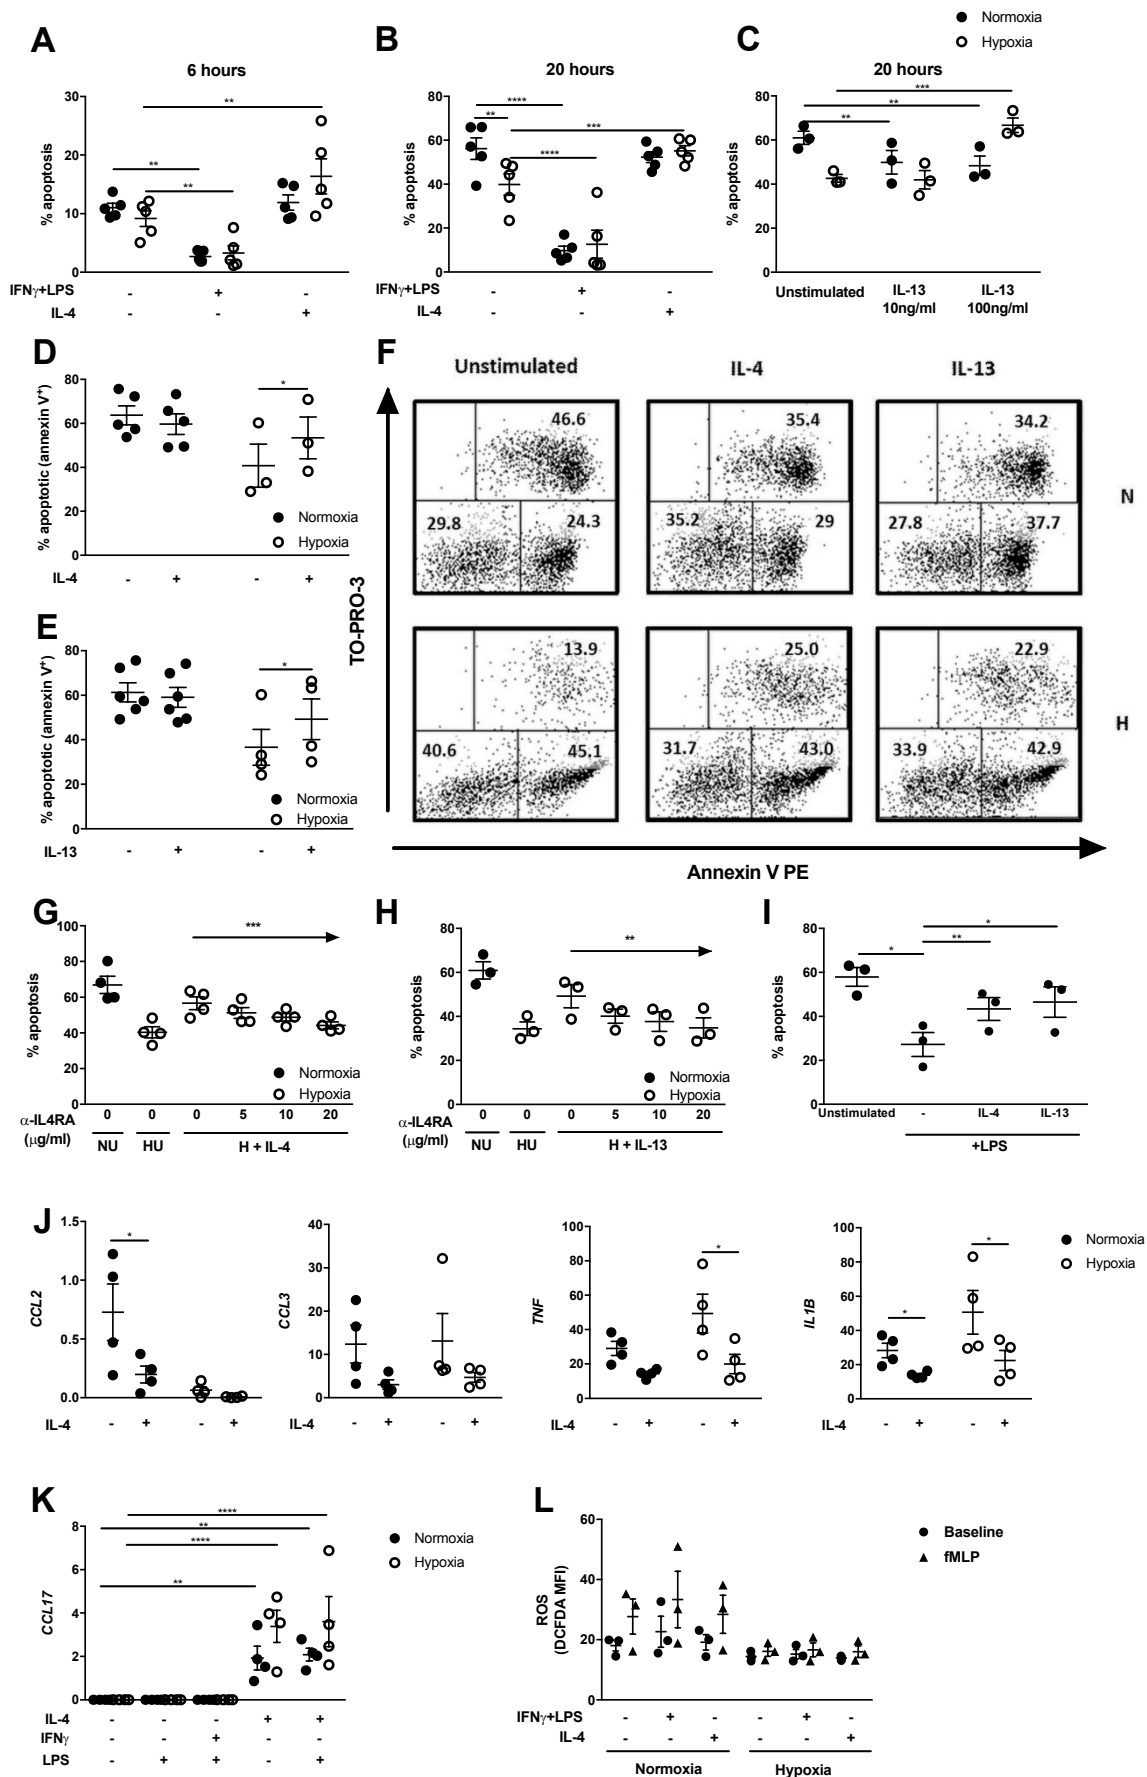 Normoxia
Hypoxia
A
6 hours
% apoptosis
30
20
10
0
**
**
**
IFNγ+LPS - + -
IL-4 - - +
B
20 hours
% apoptosis
80
60
40
20
0
****
**
***
****
IFNγ+LPS - + -
IL-4 - - +
C
20 hours
% apoptosis
80
60
40
20
0
***
**
**
Unstimulated IL-13 IL-13
10ng/ml 100ng/ml
D
% apoptotic (annexin V+)
80
60
40
20
0
*
Normoxia
Hypoxia
IL-4 - + - +
E
% apoptotic (annexin V+)
80
60
40
20
0
*
Normoxia
Hypoxia
IL-13 - + - +
F
Unstimulated IL-4 IL-13
TO-PRO-3
46.6 35.4 34.2
N
29.8 24.3 35.2 29 27.8 37.7
13.9 25.0 22.9
H
40.6 45.1 31.7 43.0 33.9 42.9
Annexin V PE
G
% apoptosis
100
80
60
40
20
0
***
Normoxia
Hypoxia
α-IL4RA 0 0 0 5 10 20
(μg/ml)
NU HU H + IL-4
H
% apoptosis
80
60
40
20
0
**
Normoxia
Hypoxia
α-IL4RA 0 0 0 5 10 20
(μg/ml)
NU HU H + IL-13
I
% apoptosis
80
60
40
20
0
*
**
*
Unstimulated - IL-4 IL-13
+LPS
J
CCL2
1.5
1.0
0.5
0.0
*
IL-4 - + - +
CCL3
40
30
20
10
0
IL-4 - + - +
TNF
100
80
60
40
20
0
*
IL-4 - + - +
IL1B
100
80
60
40
20
0
*
*
IL-4 - + - +
Normoxia
Hypoxia
K
CCL17
8
6
4
2
0
****
**
****
**
Normoxia
Hypoxia
IL-4 - - - + +
IFNγ - - + - -
LPS - + + - +
L
ROS
(DCFDA MFI)
60
40
20
0
Baseline
fMLP
IFNγ+LPS - + - - + -
IL-4 - - + - - +
Normoxia Hypoxia